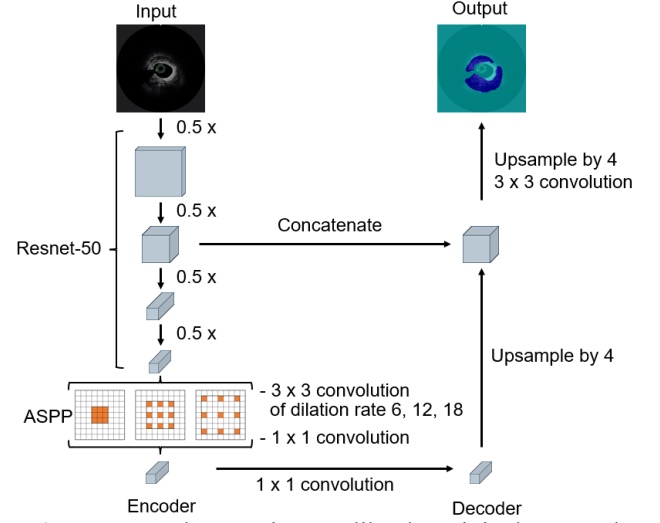 Input
Output
0.5 x
0.5 x
0.5 x
0.5 x
Resnet-50
Concatenate
Upsample by 4
3 x 3 convolution
Upsample by 4
ASPP
- 3 x 3 convolution
of dilation rate 6, 12, 18
- 1 x 1 convolution
1 x 1 convolution
Encoder
Decoder